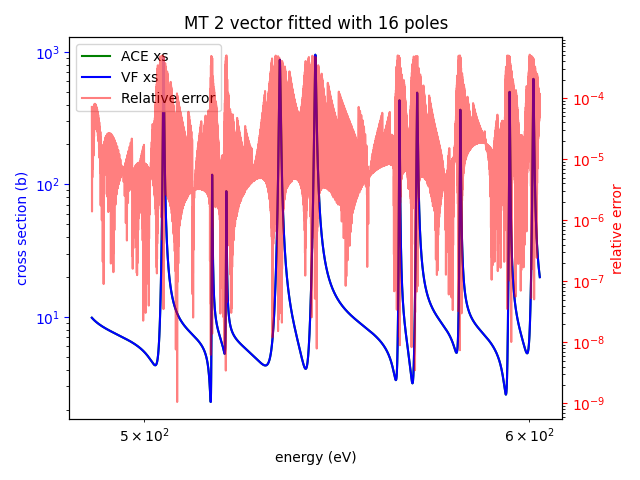 MT 2 vector fitted with 16 poles
ACE xs
VF xs
Relative error
cross section (b)
10³
10²
10¹
relative error
10⁻⁴
10⁻⁵
10⁻⁶
10⁻⁷
10⁻⁸
10⁻⁹
5 × 10²
6 × 10²
energy (eV)